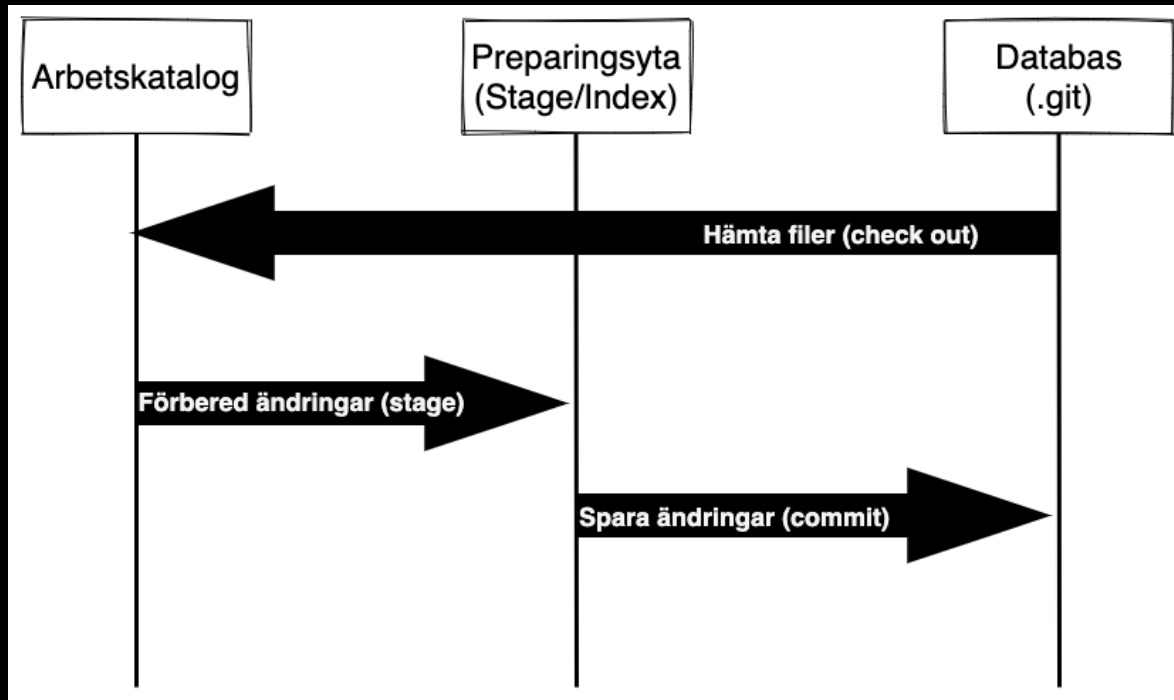 Arbetskatalog
Preparingsyta
(Stage/Index)
Databas
(.git)
Hämta filer (check out)
Förbered ändringar (stage)
Spara ändringar (commit)